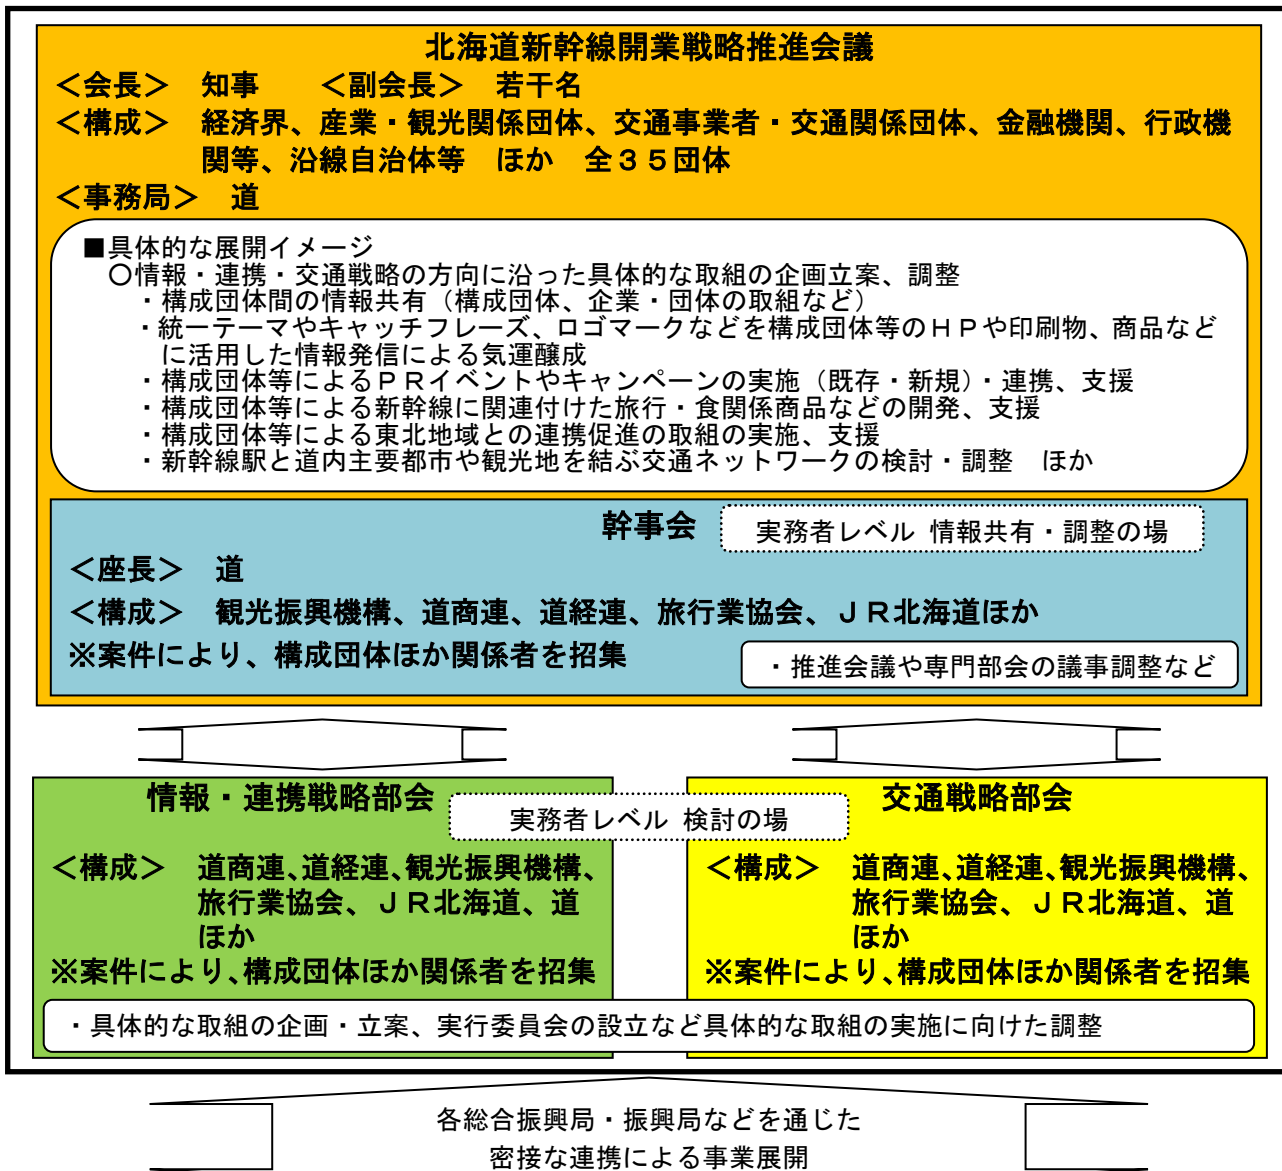 北海道新幹線開業戦略推進会議
＜会長＞　知事　　＜副会長＞　若干名
＜構成＞　経済界、産業・観光関係団体、交通事業者・交通関係団体、金融機関、行政機
関等、沿線自治体等　ほか　全３５団体
＜事務局＞　道
■具体的な展開イメージ
○情報・連携・交通戦略の方向に沿った具体的な取組の企画立案、調整
・構成団体間の情報共有（構成団体、企業・団体の取組など）
・統一テーマやキャッチフレーズ、ロゴマークなどを構成団体等のＨＰや印刷物、商品など
に活用した情報発信による気運醸成
・構成団体等によるＰＲイベントやキャンペーンの実施（既存・新規）・連携、支援
・構成団体等による新幹線に関連付けた旅行・食関係商品などの開発、支援
・構成団体等による東北地域との連携促進の取組の実施、支援
・新幹線駅と道内主要都市や観光地を結ぶ交通ネットワークの検討・調整　ほか
幹事会
実務者レベル 情報共有・調整の場
＜座長＞　道
＜構成＞　観光振興機構、道商連、道経連、旅行業協会、ＪＲ北海道ほか
※案件により、構成団体ほか関係者を招集
・推進会議や専門部会の議事調整など
情報・連携戦略部会
実務者レベル 検討の場
交通戦略部会
＜構成＞　道商連、道経連、観光振興機構、
旅行業協会、ＪＲ北海道、道
ほか
※案件により、構成団体ほか関係者を招集
＜構成＞　道商連、道経連、観光振興機構、
旅行業協会、ＪＲ北海道、道
ほか
※案件により、構成団体ほか関係者を招集
・具体的な取組の企画・立案、実行委員会の設立など具体的な取組の実施に向けた調整
各総合振興局・振興局などを通じた
密接な連携による事業展開